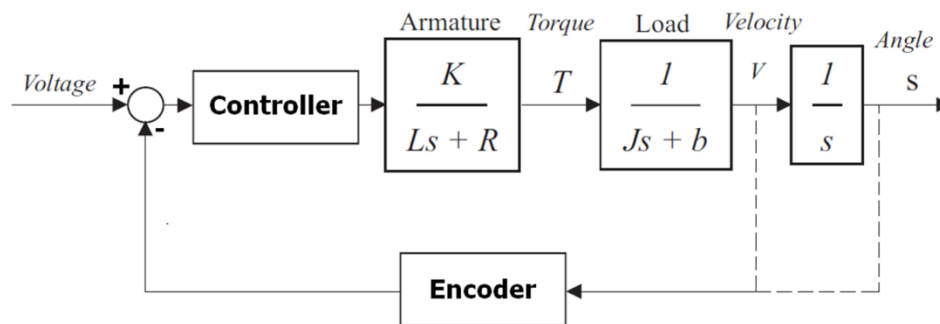 Armature
Torque
Load
Velocity
Angle
Voltage
+
-
Controller
K
Ls + R
T
1
Js + b
V
1
s
s
Encoder